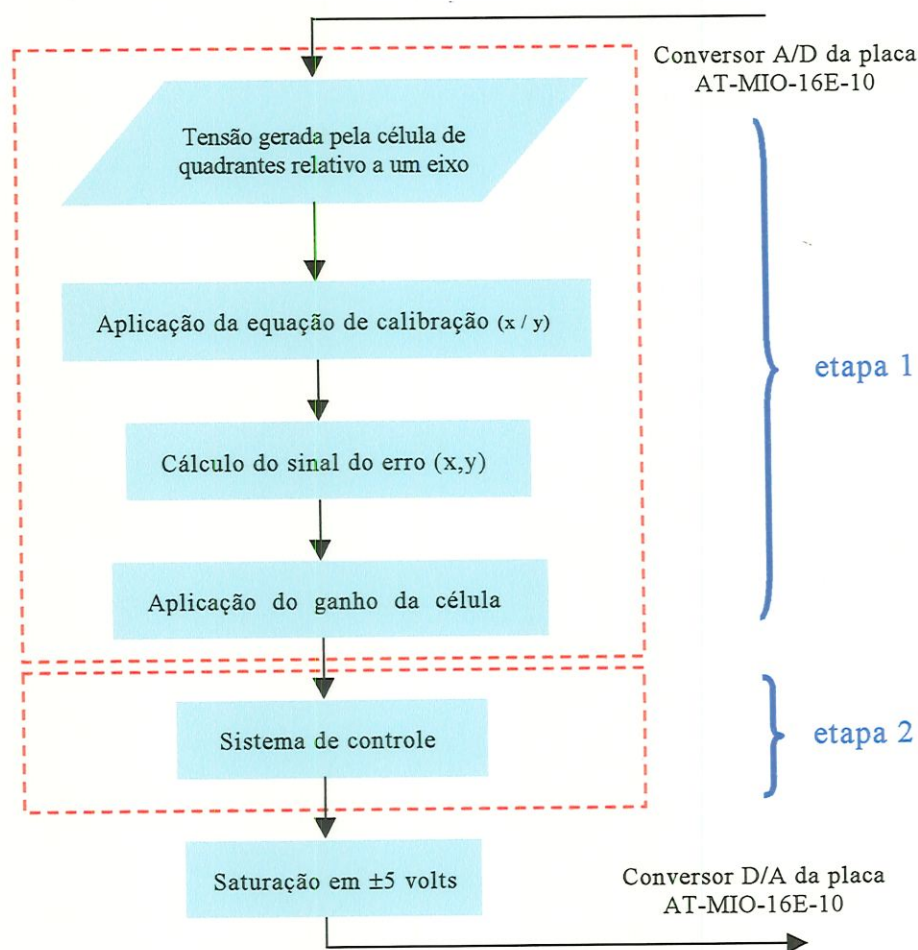 Conversor A/D da placa
AT-MIO-16E-10
Tensão gerada pela célula de
quadrantes relativo a um eixo
Aplicação da equação de calibração (x / y)
etapa 1
Cálculo do sinal do erro (x,y)
Aplicação do ganho da célula
Sistema de controle
etapa 2
Saturação em ±5 volts
Conversor D/A da placa
AT-MIO-16E-10